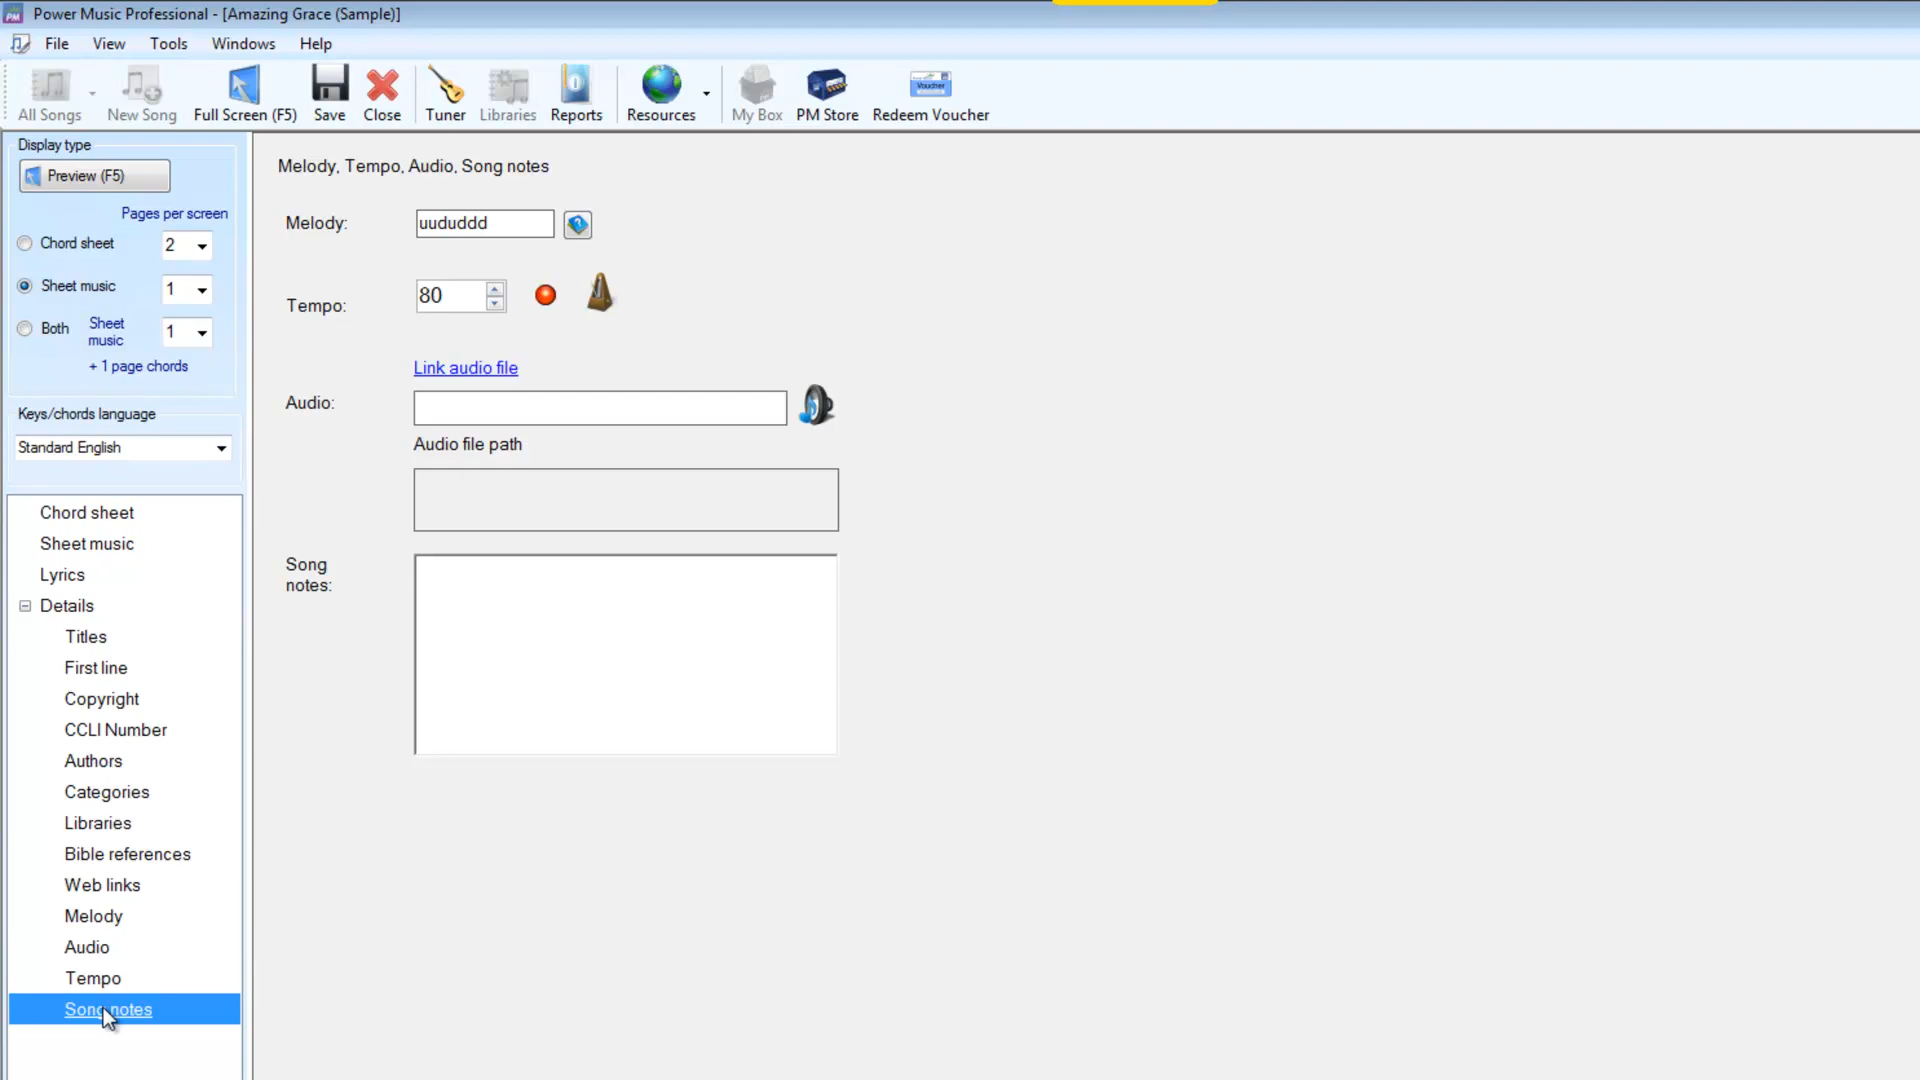 Power Music Professional - [Amazing Grace (Sample)]
File View Tools Windows Help
All Songs New Song Full Screen (F5) Save Close Tuner Libraries Reports Resources My Box Voucher PM Store Redeem Voucher
Display type
Preview (F5)
Pages per screen
Chord sheet 2
Sheet music 1
Both Sheet music 1
+ 1 page chords
Keys/chords language
Standard English
Chord sheet
Sheet music
Lyrics
Details
Titles
First line
Copyright
CCLI Number
Authors
Categories
Libraries
Bible references
Web links
Melody
Audio
Tempo
Song notes
Melody, Tempo, Audio, Song notes
Melody: uududdd
Tempo: 80
Link audio file
Audio:
Audio file path
Song
notes: